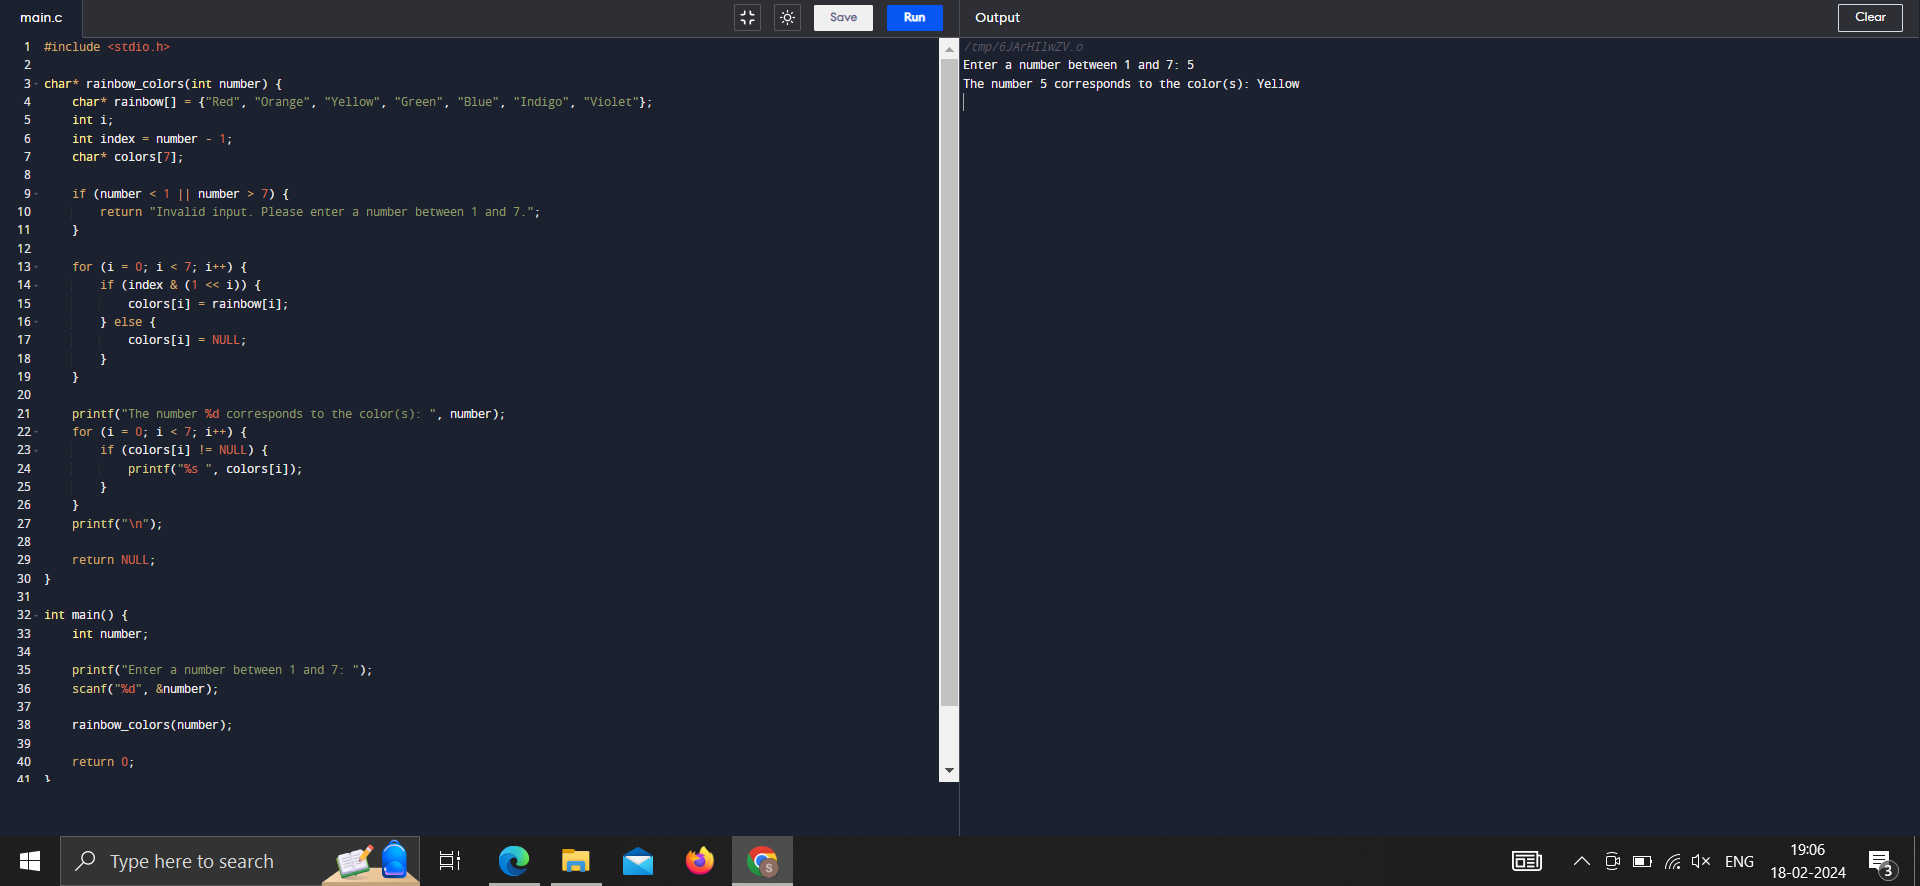 main.c
Save
Run
Output
Clear
1 #include <stdio.h>
2
3 char* rainbow_colors(int number) {
4     char* rainbow[] = {"Red", "Orange", "Yellow", "Green", "Blue", "Indigo", "Violet"};
5     int i;
6     int index = number - 1;
7     char* colors[7];
8
9     if (number < 1 || number > 7) {
10         return "Invalid input. Please enter a number between 1 and 7.";
11     }
12
13     for (i = 0; i < 7; i++) {
14         if (index & (1 << i)) {
15             colors[i] = rainbow[i];
16         } else {
17             colors[i] = NULL;
18         }
19     }
20
21     printf("The number %d corresponds to the color(s): ", number);
22     for (i = 0; i < 7; i++) {
23         if (colors[i] != NULL) {
24             printf("%s ", colors[i]);
25         }
26     }
27     printf("\n");
28
29     return NULL;
30 }
31
32 int main() {
33     int number;
34
35     printf("Enter a number between 1 and 7: ");
36     scanf("%d", &number);
37
38     rainbow_colors(number);
39
40     return 0;
41 }
/tmp/6JArHIlwZV.o
Enter a number between 1 and 7: 5
The number 5 corresponds to the color(s): Yellow
Type here to search
S
ENG
19:06
18-02-2024
3